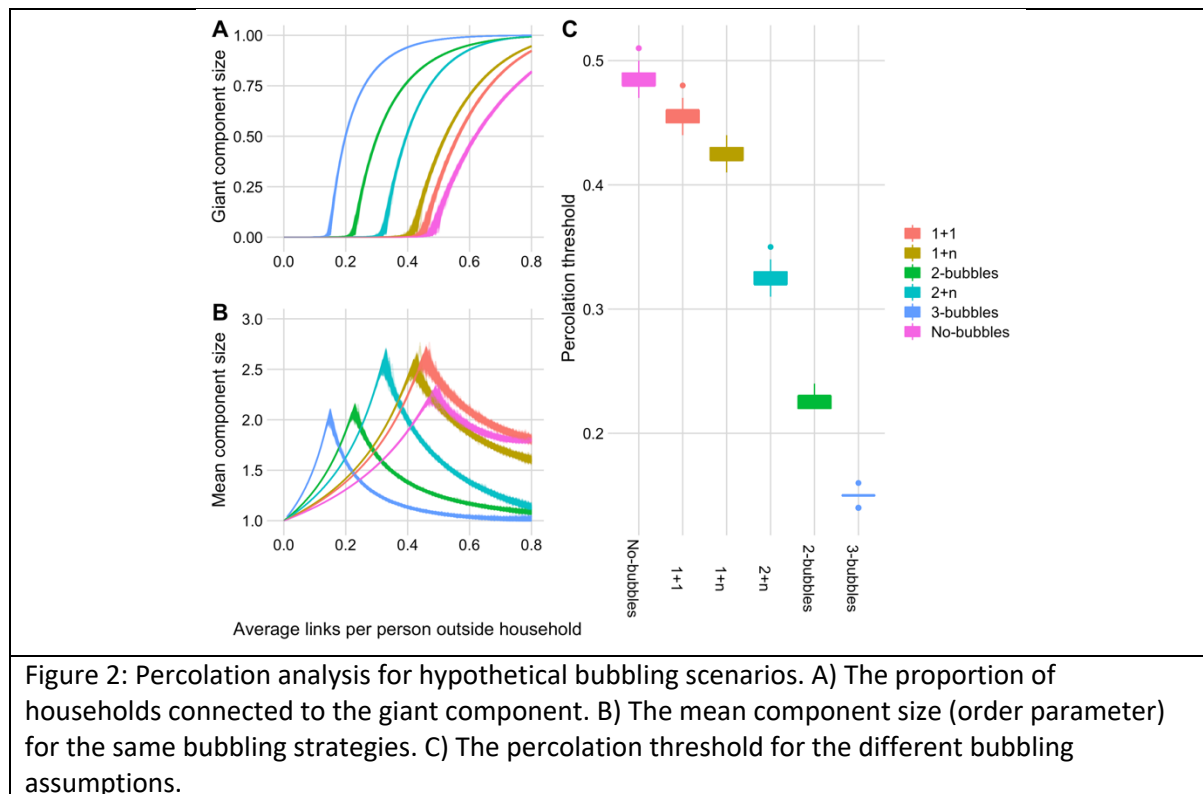 A
Giant component size
1.00
0.75
0.50
0.25
0.00
0.0 0.2 0.4 0.6 0.8
B
Mean component size
3.0
2.5
2.0
1.5
1.0
0.0 0.2 0.4 0.6 0.8
Average links per person outside household
C
Percolation threshold
0.5
0.4
0.3
0.2
No-bubbles
1+1
1+n
2+n
2-bubbles
3-bubbles
1+1
1+n
2-bubbles
2+n
3-bubbles
No-bubbles
Figure 2: Percolation analysis for hypothetical bubbling scenarios. A) The proportion of
households connected to the giant component. B) The mean component size (order parameter)
for the same bubbling strategies. C) The percolation threshold for the different bubbling
assumptions.